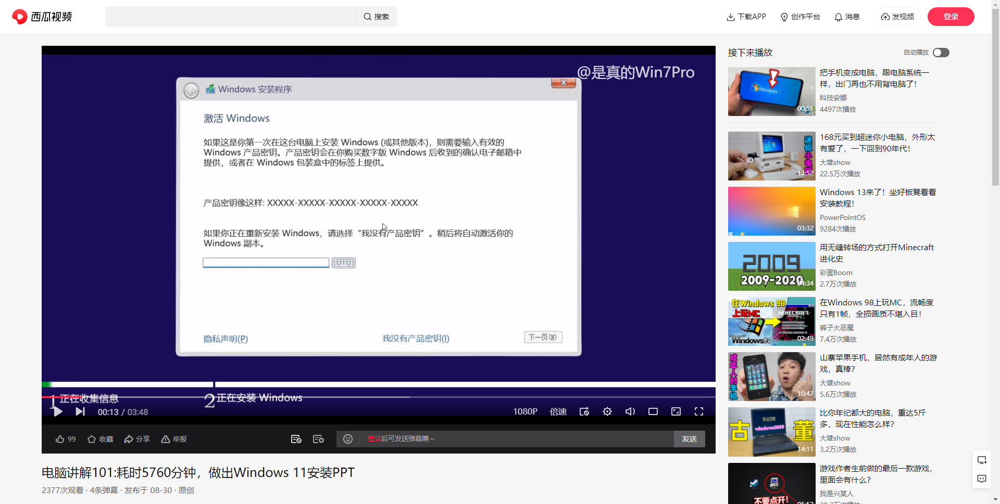 西瓜视频
搜索
下载APP
创作平台
消息
发视频
登录
@是真的Win7Pro
Windows 安装程序
激活 Windows
如果这是你第一次在这台电脑上安装 Windows (或其他版本)，则需要输入有效的
Windows 产品密钥。产品密钥会在你购买数字版 Windows 后收到的确认电子邮箱中
提供，或者在 Windows 包装盒中的标签上提供。
产品密钥像这样: XXXXX-XXXXX-XXXXX-XXXXX-XXXXX
如果你正在重新安装 Windows，请选择“我没有产品密钥”。稍后将自动激活你的
Windows 副本。
隐私声明(P)
我没有产品密钥(I)
下一页(N)
1 正在收集信息
2 正在安装 Windows
00:13 / 03:48
1080P
倍速
99
收藏
分享
举报
登录后可发送弹幕噢~
发送
电脑讲解101:耗时5760分钟，做出Windows 11安装PPT
2377次观看 · 4条弹幕 · 发布于 08-30 · 原创
接下来播放
自动播放
Windows 7
00:51
把手机变成电脑，跟电脑系统一
样，出门再也不用背电脑了！
科技安娜
4497次播放
迷你小电脑
13:52
168元买到超迷你小电脑，外形太
有爱了，一下回到90年代！
大雄show
22.5万次播放
03:32
Windows 13来了！坐好板凳看看
安装教程！
PowerPointOS
9284次播放
2009
2009-2020
04:34
用无缝转场的方式打开Minecraft
进化史
彩蛋Boom
2.7万次播放
在Windows 98
上玩MC
MINECRAFT
Microsoft
Windows98
02:49
在Windows 98上玩MC，流畅度
只有1帧，全损画质不堪入目！
裤子大恶魔
7.4万次播放
成年人的手机
10:47
山寨苹果手机，居然有成年人的游
戏，真棒？
大雄show
5.6万次播放
古董
windows2000
14:11
比你年纪都大的电脑，重达5斤
多，现在性能怎么样？
大雄show
3.2万次播放
不要点开！
05:52
游戏作者生前做的最后一款游戏，
里面会有什么？
我是兴某人